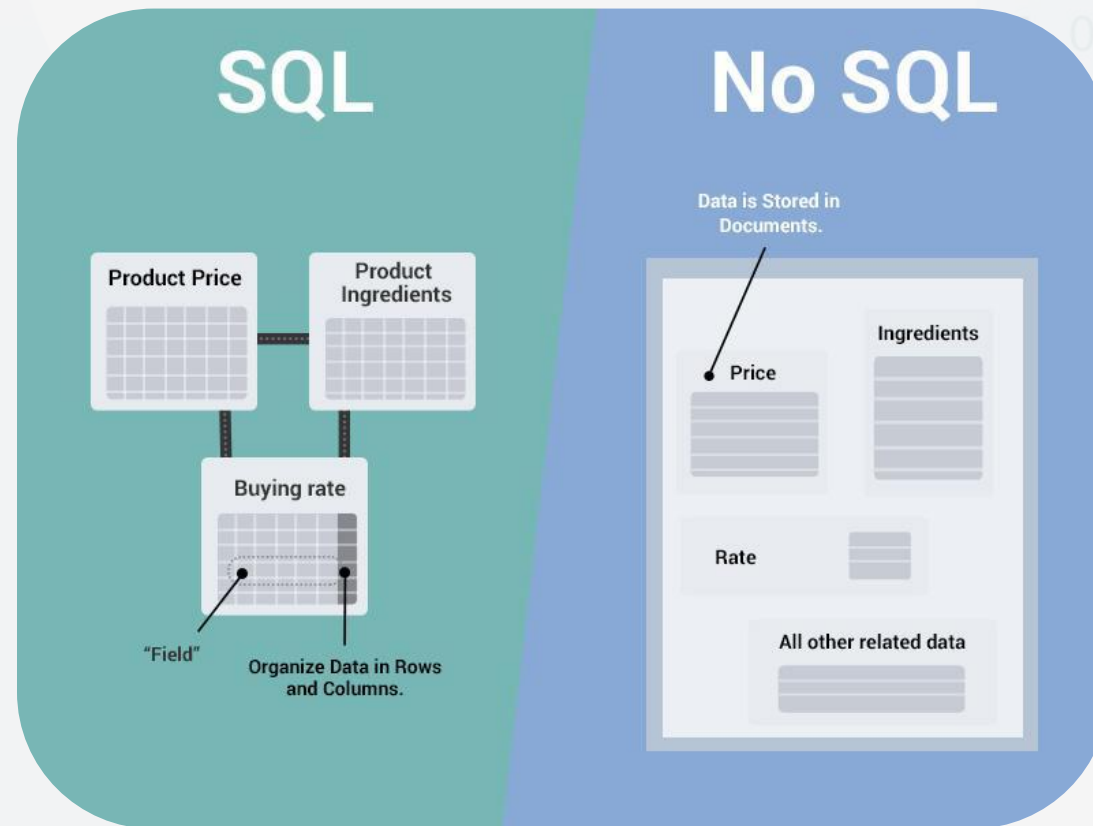 SQL
Product Price
Product
Ingredients
Buying rate
“Field”
Organize Data in Rows
and Columns.
No SQL
Data is Stored in
Documents.
Price
Ingredients
Rate
All other related data